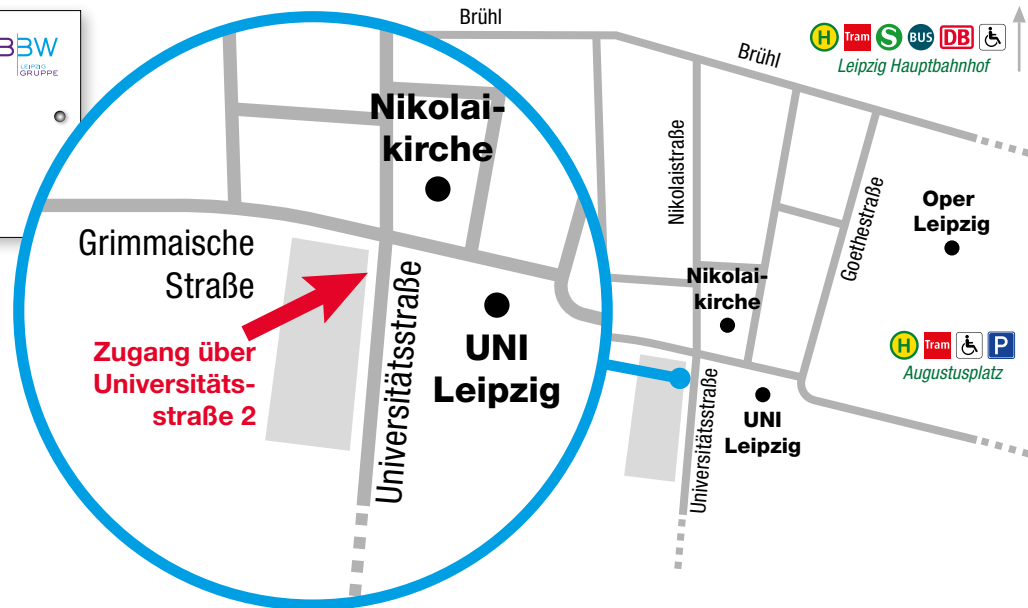 BBW
LEIPZIG
GRUPPE
Brühl
Brühl
H Tram S BUS DB
Leipzig Hauptbahnhof
Nikolai-
kirche
Grimmaische
Straße
Zugang über
Universitäts-
straße 2
Universitätsstraße
UNI
Leipzig
Nikolaistraße
Nikolai-
kirche
Goethestraße
Oper
Leipzig
H Tram P
Augustusplatz
Universitätsstraße
UNI
Leipzig